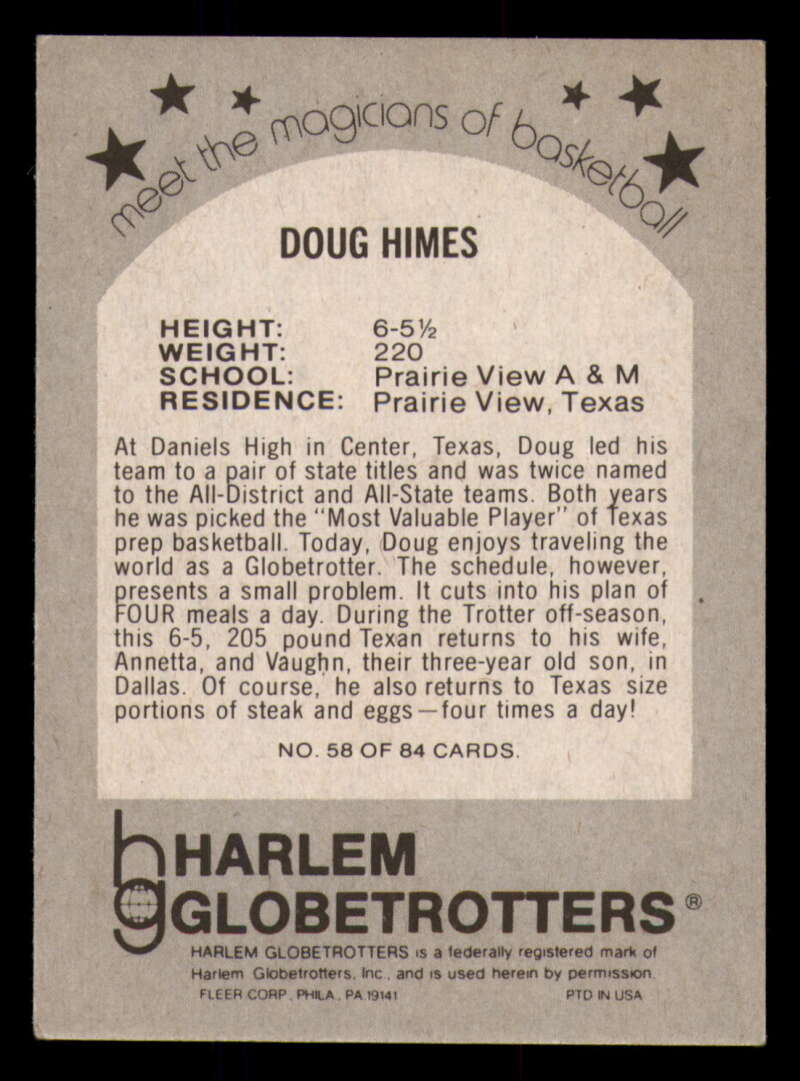 meet the magicians of basketball
DOUG HIMES
HEIGHT: 6-5½
WEIGHT: 220
SCHOOL: Prairie View A & M
RESIDENCE: Prairie View, Texas
At Daniels High in Center, Texas, Doug led his
team to a pair of state titles and was twice named
to the All-District and All-State teams. Both years
he was picked the "Most Valuable Player" of Texas
prep basketball. Today, Doug enjoys traveling the
world as a Globetrotter. The schedule, however,
presents a small problem. It cuts into his plan of
FOUR meals a day. During the Trotter off-season,
this 6-5, 205 pound Texan returns to his wife,
Annetta, and Vaughn, their three-year old son, in
Dallas. Of course, he also returns to Texas size
portions of steak and eggs—four times a day!
NO. 58 OF 84 CARDS.
hg HARLEM
GLOBETROTTERS®
HARLEM GLOBETROTTERS is a federally registered mark of
Harlem Globetrotters, Inc., and is used herein by permission.
FLEER CORP., PHILA., PA 19141 PTD IN USA